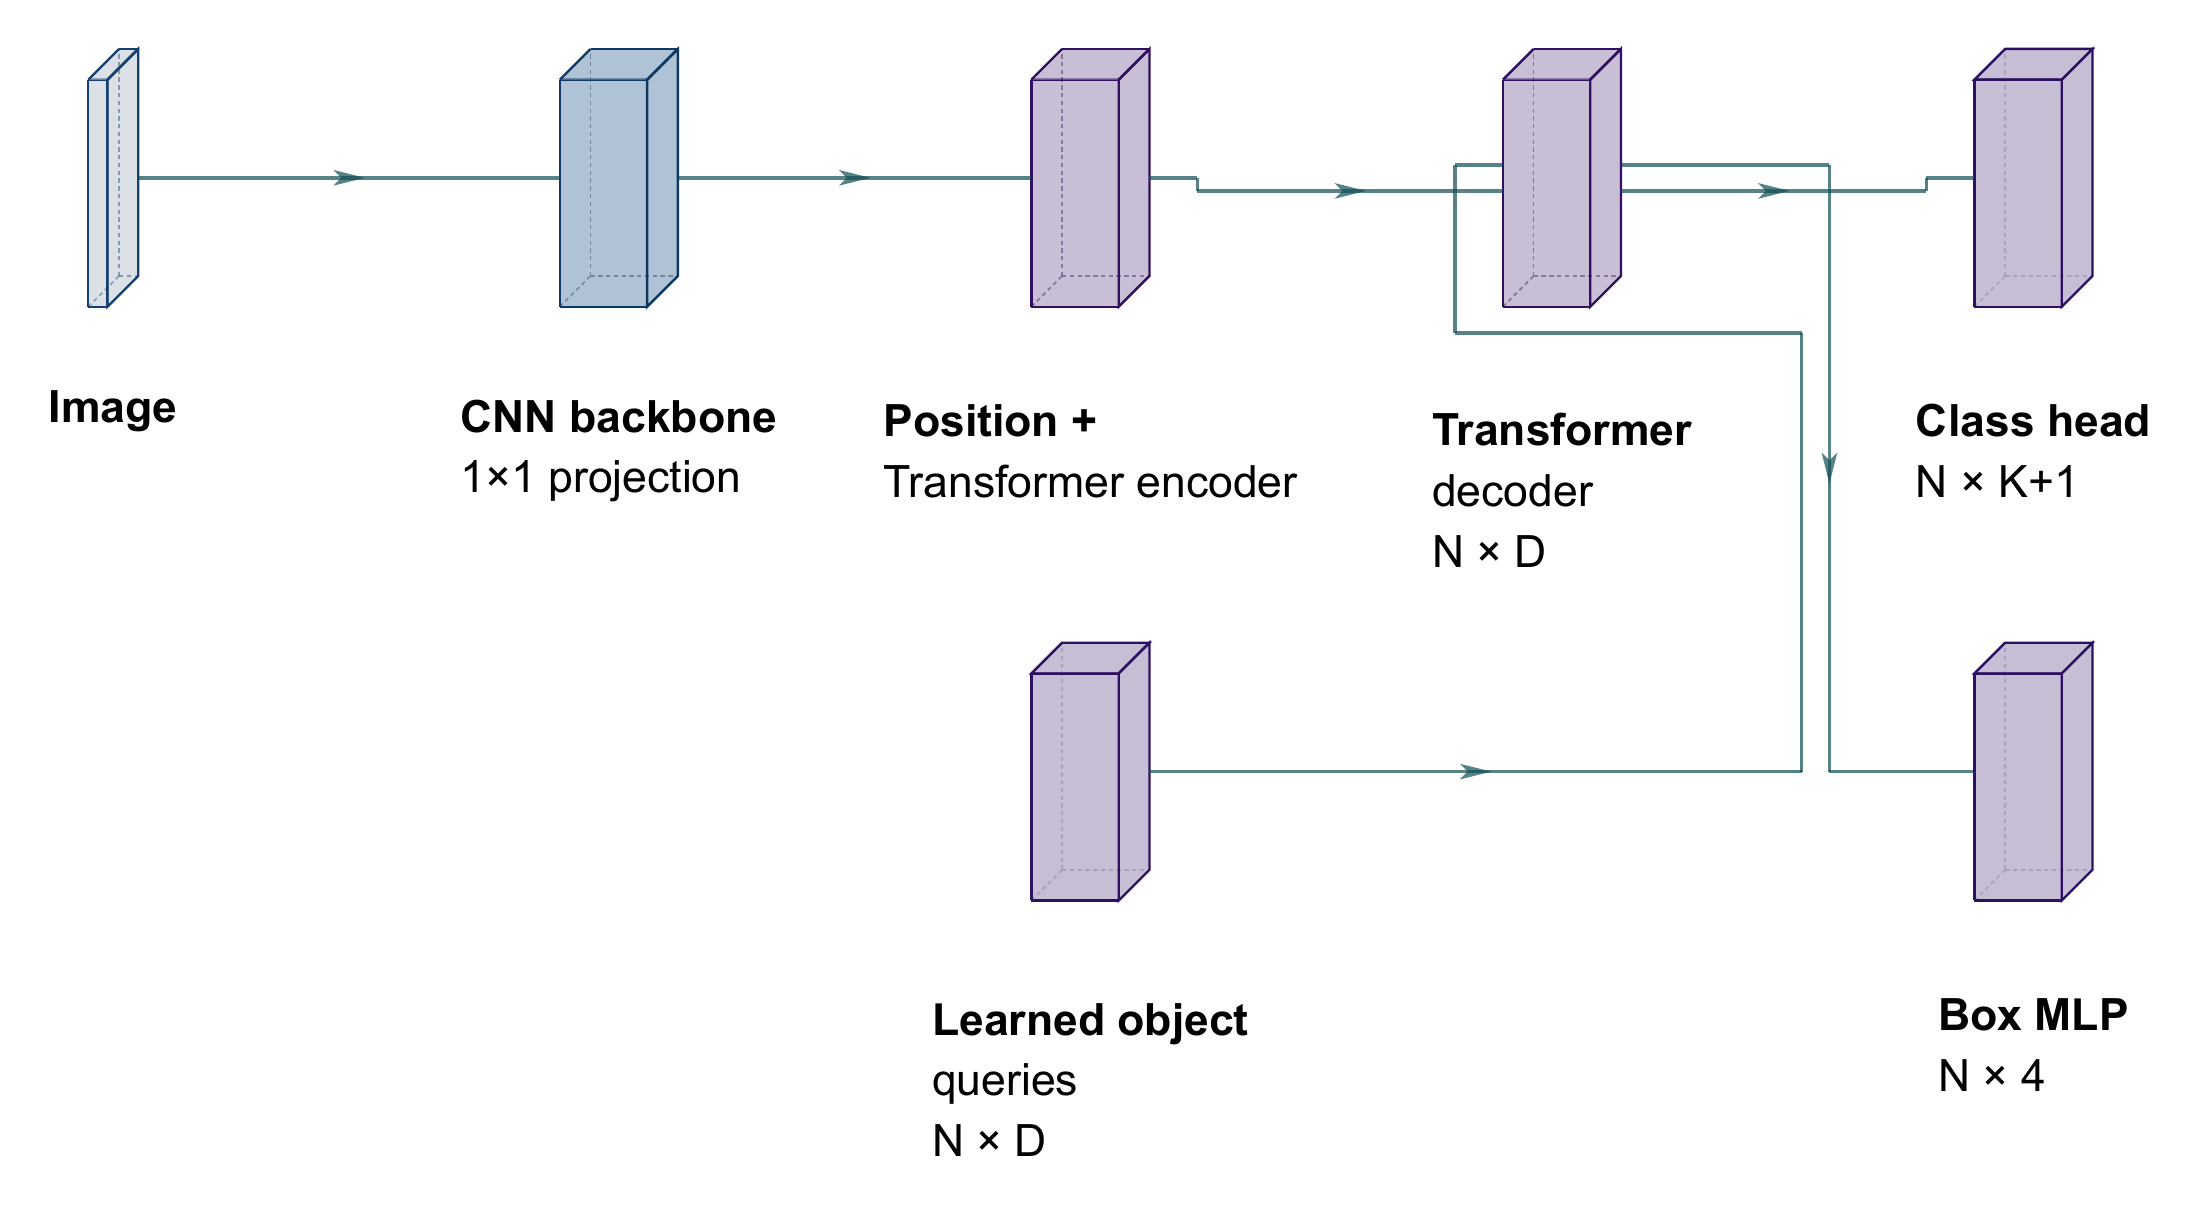 Image
CNN backbone
1×1 projection
Position +
Transformer encoder
Transformer
decoder
N × D
Class head
N × K+1
Learned object
queries
N × D
Box MLP
N × 4